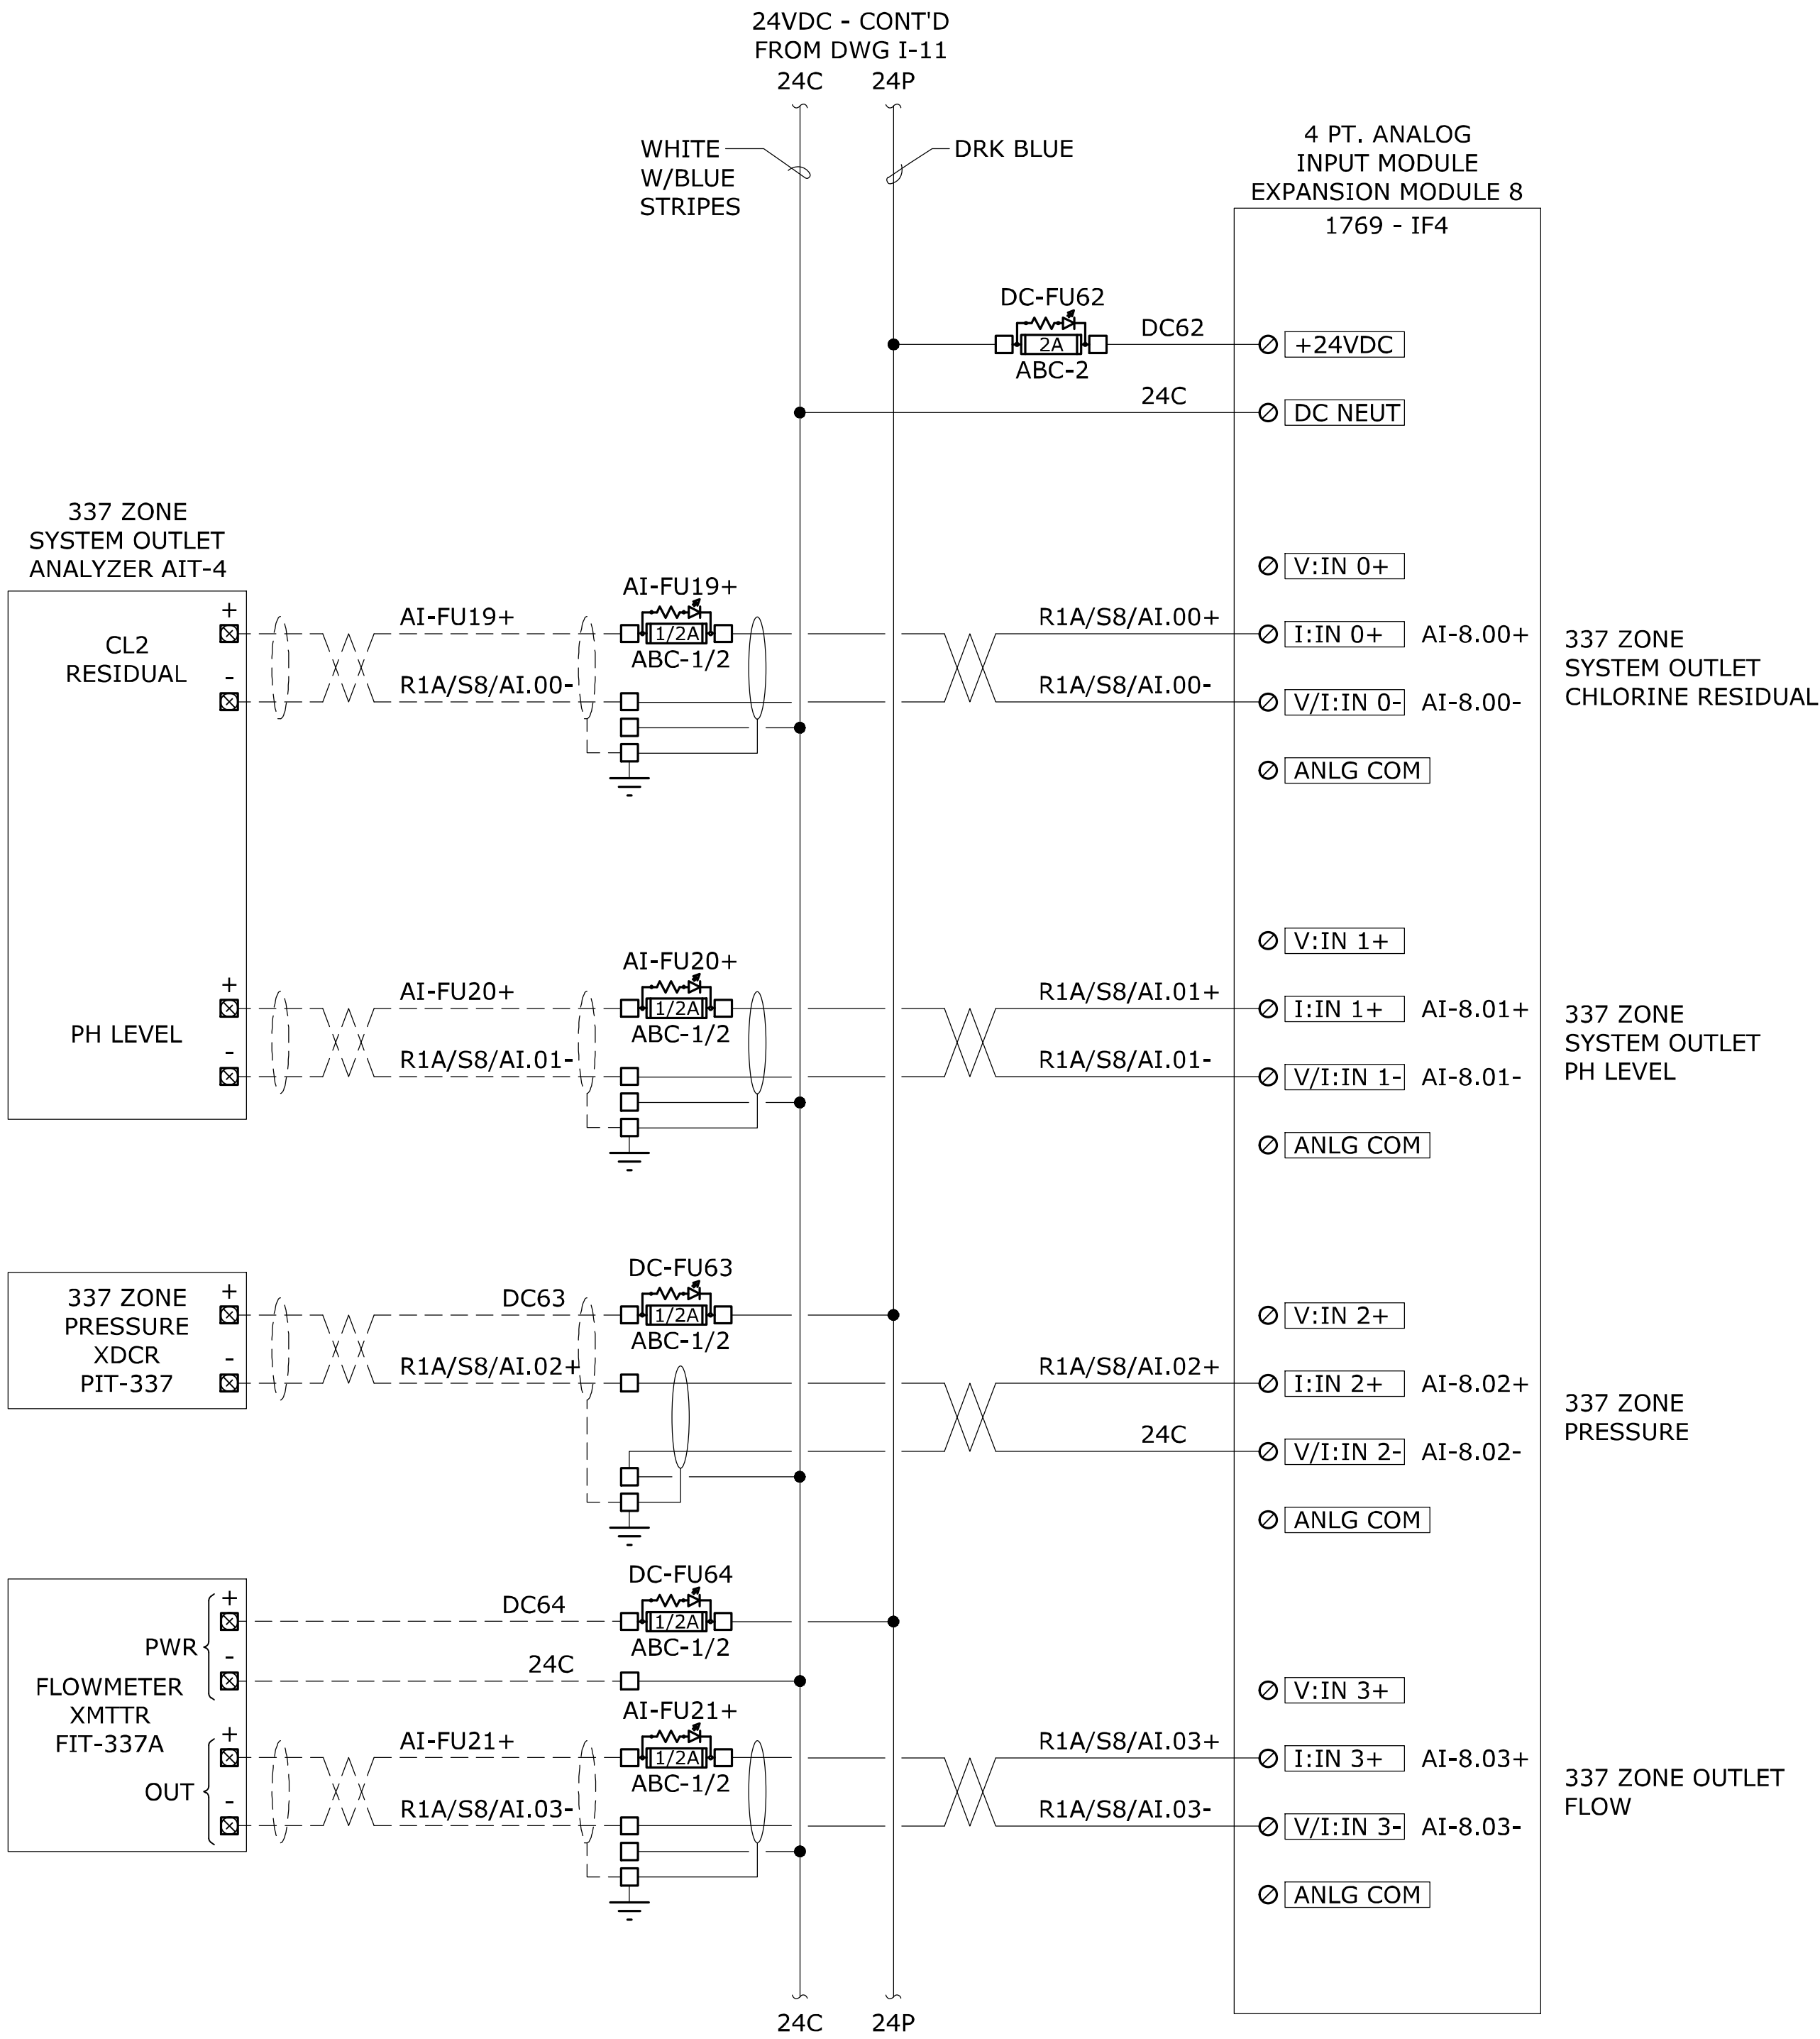 24VDC - CONT'D
FROM DWG I-11
24C
24P
WHITE
W/BLUE
STRIPES
DRK BLUE
4 PT. ANALOG
INPUT MODULE
EXPANSION MODULE 8
1769 - IF4
DC-FU62
2A
ABC-2
DC62
+24VDC
24C
DC NEUT
337 ZONE
SYSTEM OUTLET
ANALYZER AIT-4
CL2
RESIDUAL
+
-
AI-FU19+
R1A/S8/AI.00-
AI-FU19+
1/2A
ABC-1/2
R1A/S8/AI.00+
R1A/S8/AI.00-
V:IN 0+
I:IN 0+ AI-8.00+
V/I:IN 0- AI-8.00-
ANLG COM
337 ZONE
SYSTEM OUTLET
CHLORINE RESIDUAL
PH LEVEL
+
-
AI-FU20+
R1A/S8/AI.01-
AI-FU20+
1/2A
ABC-1/2
R1A/S8/AI.01+
R1A/S8/AI.01-
V:IN 1+
I:IN 1+ AI-8.01+
V/I:IN 1- AI-8.01-
ANLG COM
337 ZONE
SYSTEM OUTLET
PH LEVEL
337 ZONE
PRESSURE
XDCR
PIT-337
+
-
DC63
R1A/S8/AI.02+
DC-FU63
1/2A
ABC-1/2
R1A/S8/AI.02+
24C
V:IN 2+
I:IN 2+ AI-8.02+
V/I:IN 2- AI-8.02-
ANLG COM
337 ZONE
PRESSURE
PWR
+
-
FLOWMETER
XMTTR
FIT-337A
OUT
+
-
DC64
24C
DC-FU64
1/2A
ABC-1/2
AI-FU21+
R1A/S8/AI.03-
AI-FU21+
1/2A
ABC-1/2
R1A/S8/AI.03+
R1A/S8/AI.03-
V:IN 3+
I:IN 3+ AI-8.03+
V/I:IN 3- AI-8.03-
ANLG COM
337 ZONE OUTLET
FLOW
24C
24P